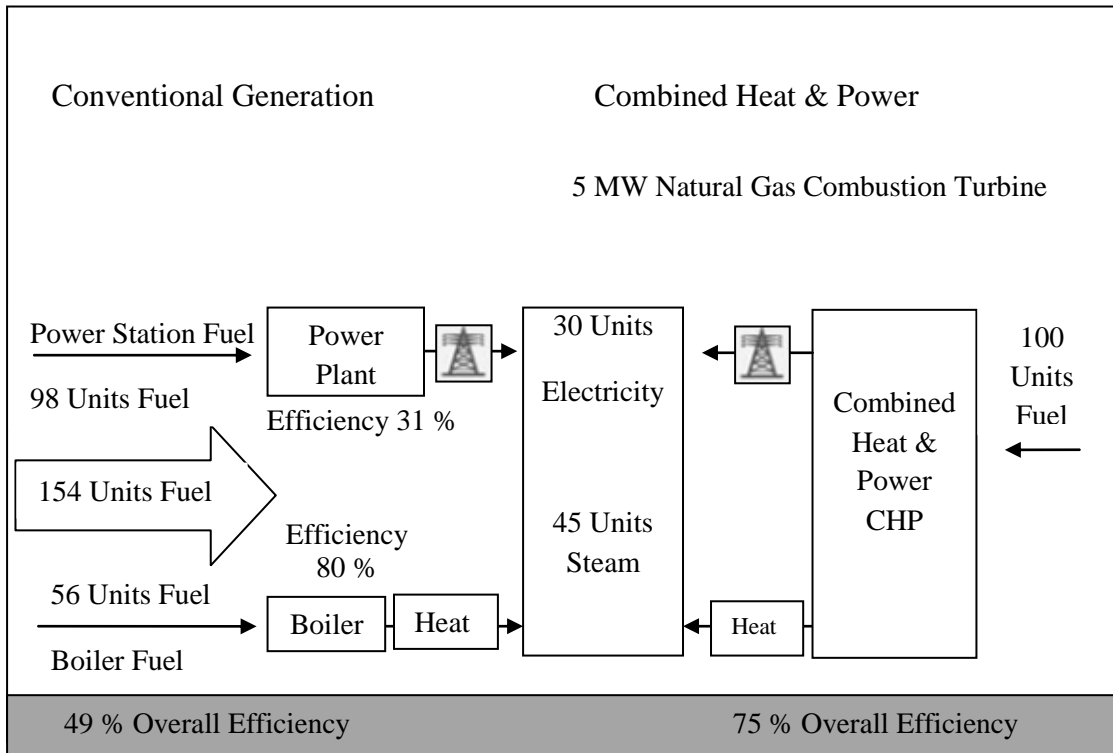 Conventional Generation
Combined Heat & Power
5 MW Natural Gas Combustion Turbine
Power Station Fuel
98 Units Fuel
Power
Plant
Efficiency 31 %
154 Units Fuel
Efficiency
80 %
56 Units Fuel
Boiler Fuel
Boiler
Heat
30 Units
Electricity
45 Units
Steam
Heat
Combined
Heat &
Power
CHP
100
Units
Fuel
49 % Overall Efficiency
75 % Overall Efficiency